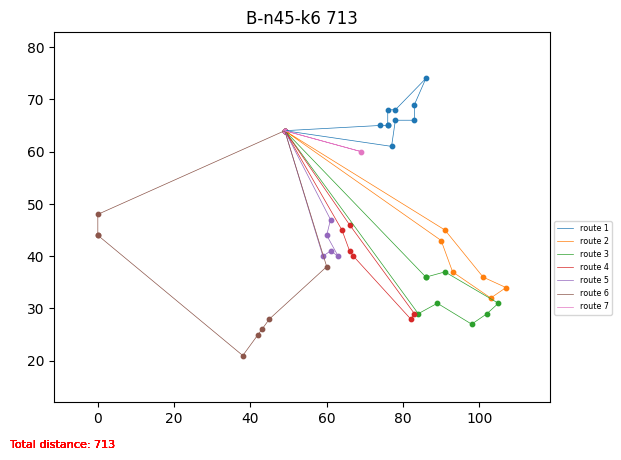 B-n45-k6 713
80
70
60
50
40
30
20
0 20 40 60 80 100
route 1
route 2
route 3
route 4
route 5
route 6
route 7
Total distance: 713